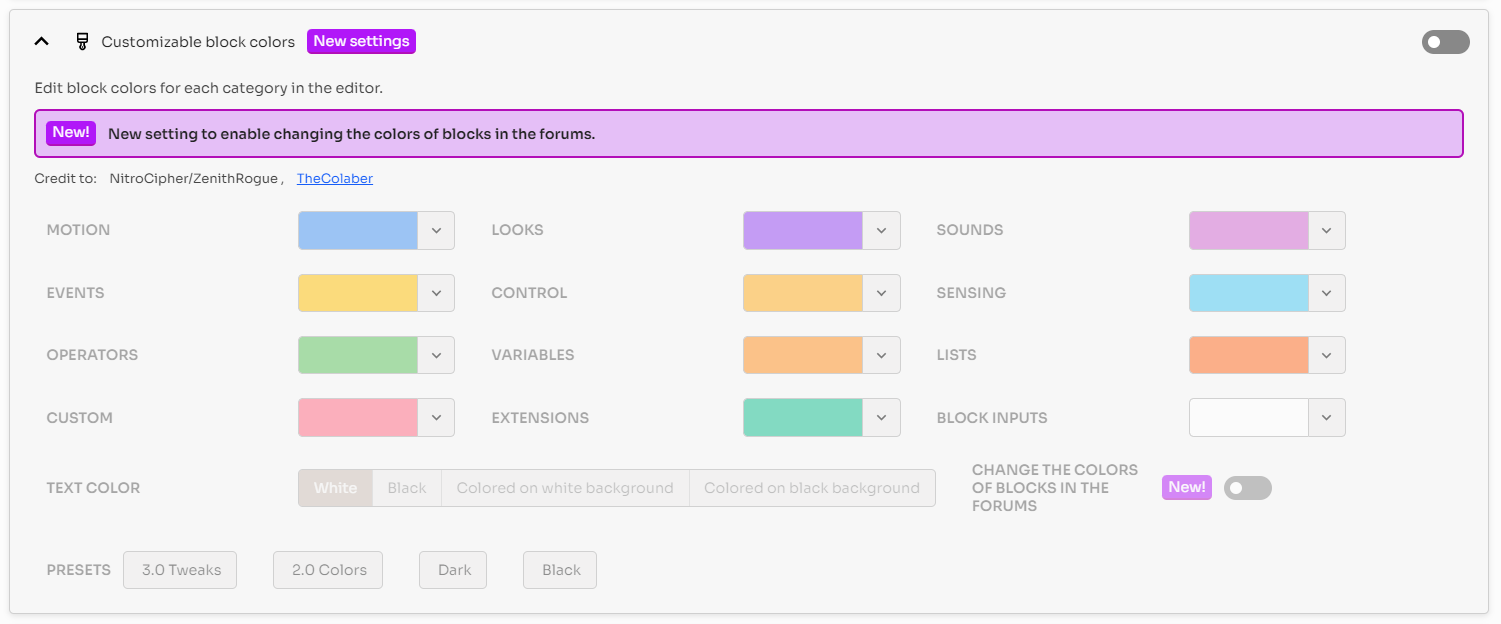 Customizable block colors New settings
Edit block colors for each category in the editor.
New! New setting to enable changing the colors of blocks in the forums.
Credit to: NitroCipher/ZenithRogue , TheColaber
MOTION LOOKS SOUNDS
EVENTS CONTROL SENSING
OPERATORS VARIABLES LISTS
CUSTOM EXTENSIONS BLOCK INPUTS
TEXT COLOR White Black Colored on white background Colored on black background
CHANGE THE COLORS
OF BLOCKS IN THE
FORUMS
New!
PRESETS 3.0 Tweaks 2.0 Colors Dark Black